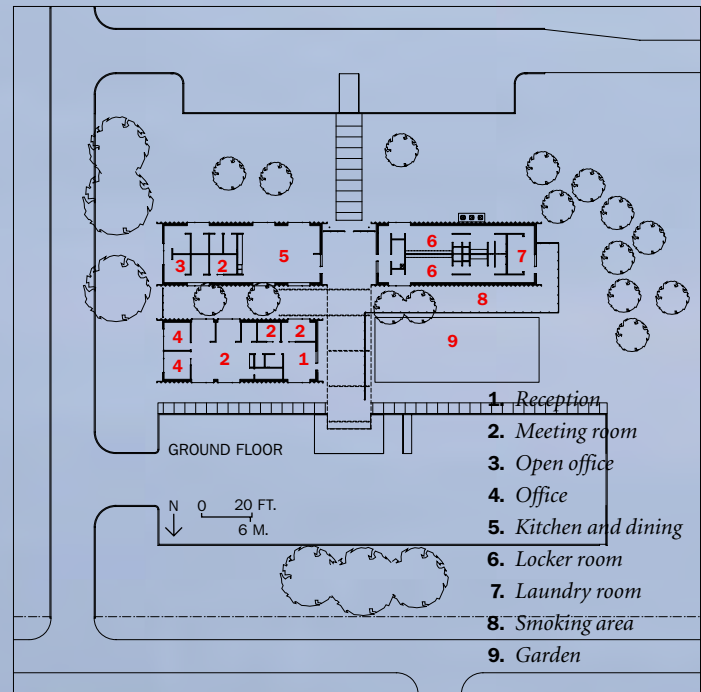 6
3
2
5
7
6
8
4
2
2
9
4
2
1
GROUND FLOOR
N 0 20 FT.
6 M.
1. Reception
2. Meeting room
3. Open office
4. Office
5. Kitchen and dining
6. Locker room
7. Laundry room
8. Smoking area
9. Garden